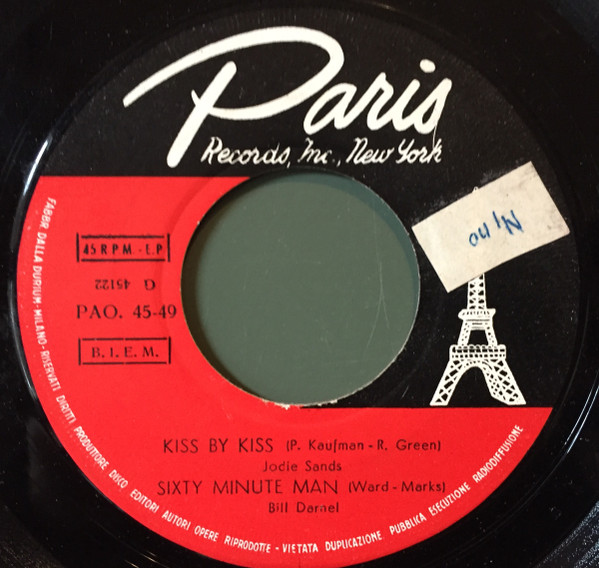 Paris
Records, Inc., New York
45 RPM - E.P.
G 45122
PAO. 45-49
B. I. E. M.
KISS BY KISS (P. Kaufman - R. Green)
Jodie Sands
SIXTY MINUTE MAN (Ward - Marks)
Bill Darnel
FABBR. DALLA DURIUM - MILANO - RISERVATI DIRITTI PRODUTTORE DISCO EDITORI AUTORI OPERE RIPRODOTTE - VIETATA DUPLICAZIONE PUBBLICA ESECUZIONE RADIODIFFUSIONE